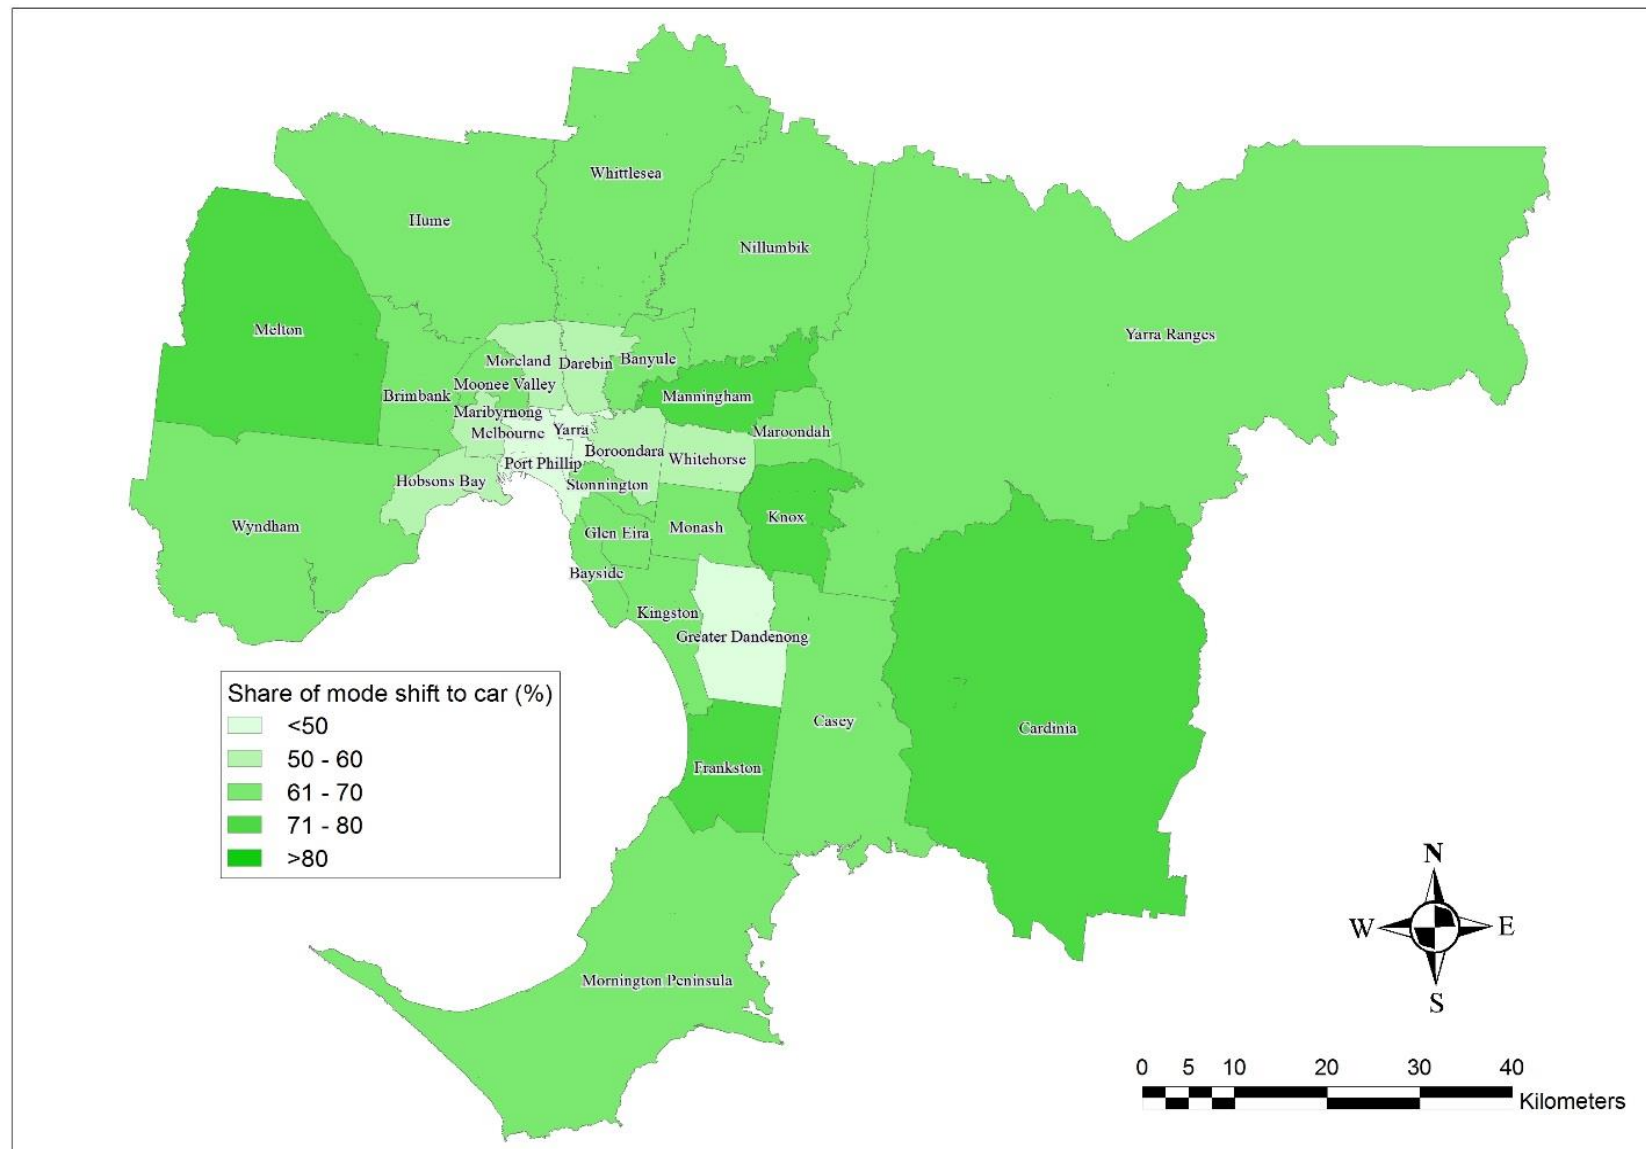 Whittlesea
Hume
Nillumbik
Melton
Yarra Ranges
Moreland
Darebin
Banyule
Moonee Valley
Brimbank
Manningham
Maribyrnong
Melbourne
Yarra
Maroondah
Boroondara
Whitehorse
Port Phillip
Hobsons Bay
Stonnington
Knox
Wyndham
Glen Eira
Monash
Bayside
Kingston
Greater Dandenong
Casey
Cardinia
Frankston
Mornington Peninsula
Share of mode shift to car (%)
<50
50 - 60
61 - 70
71 - 80
>80
N
W
E
S
0 5 10 20 30 40
Kilometers